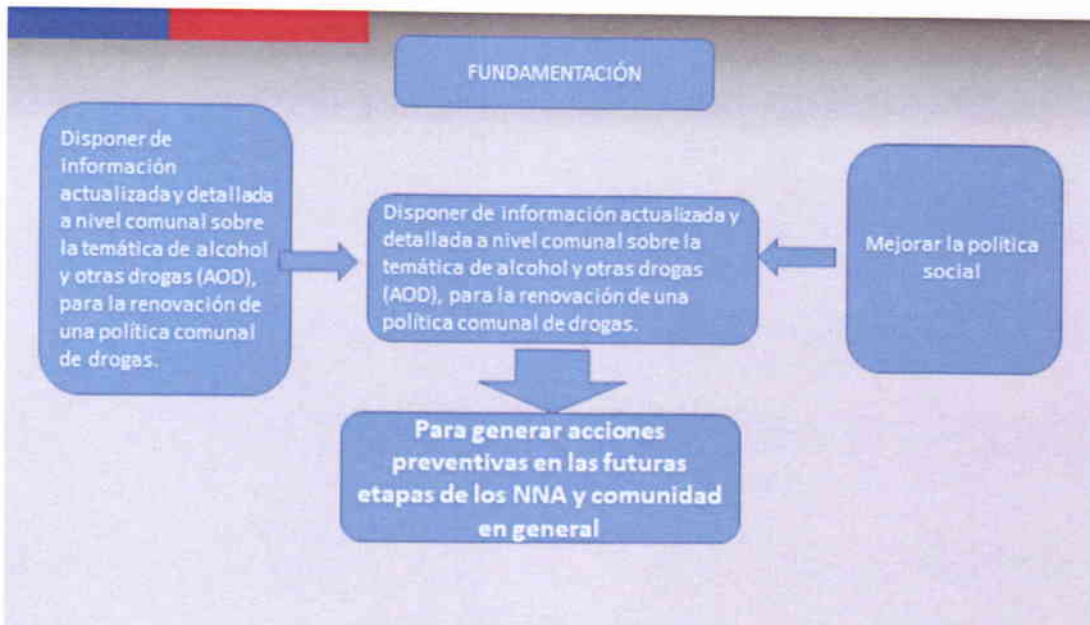 FUNDAMENTACIÓN
Disponer de
información
actualizada y detallada
a nivel comunal sobre
la temática de alcohol
y otras drogas (AOD),
para la renovación de
una política comunal
de drogas.
Disponer de información actualizada y
detallada a nivel comunal sobre la
temática de alcohol y otras drogas
(AOD), para la renovación de una
política comunal de drogas.
Mejorar la política
social
Para generar acciones
preventivas en las futuras
etapas de los NNA y comunidad
en general